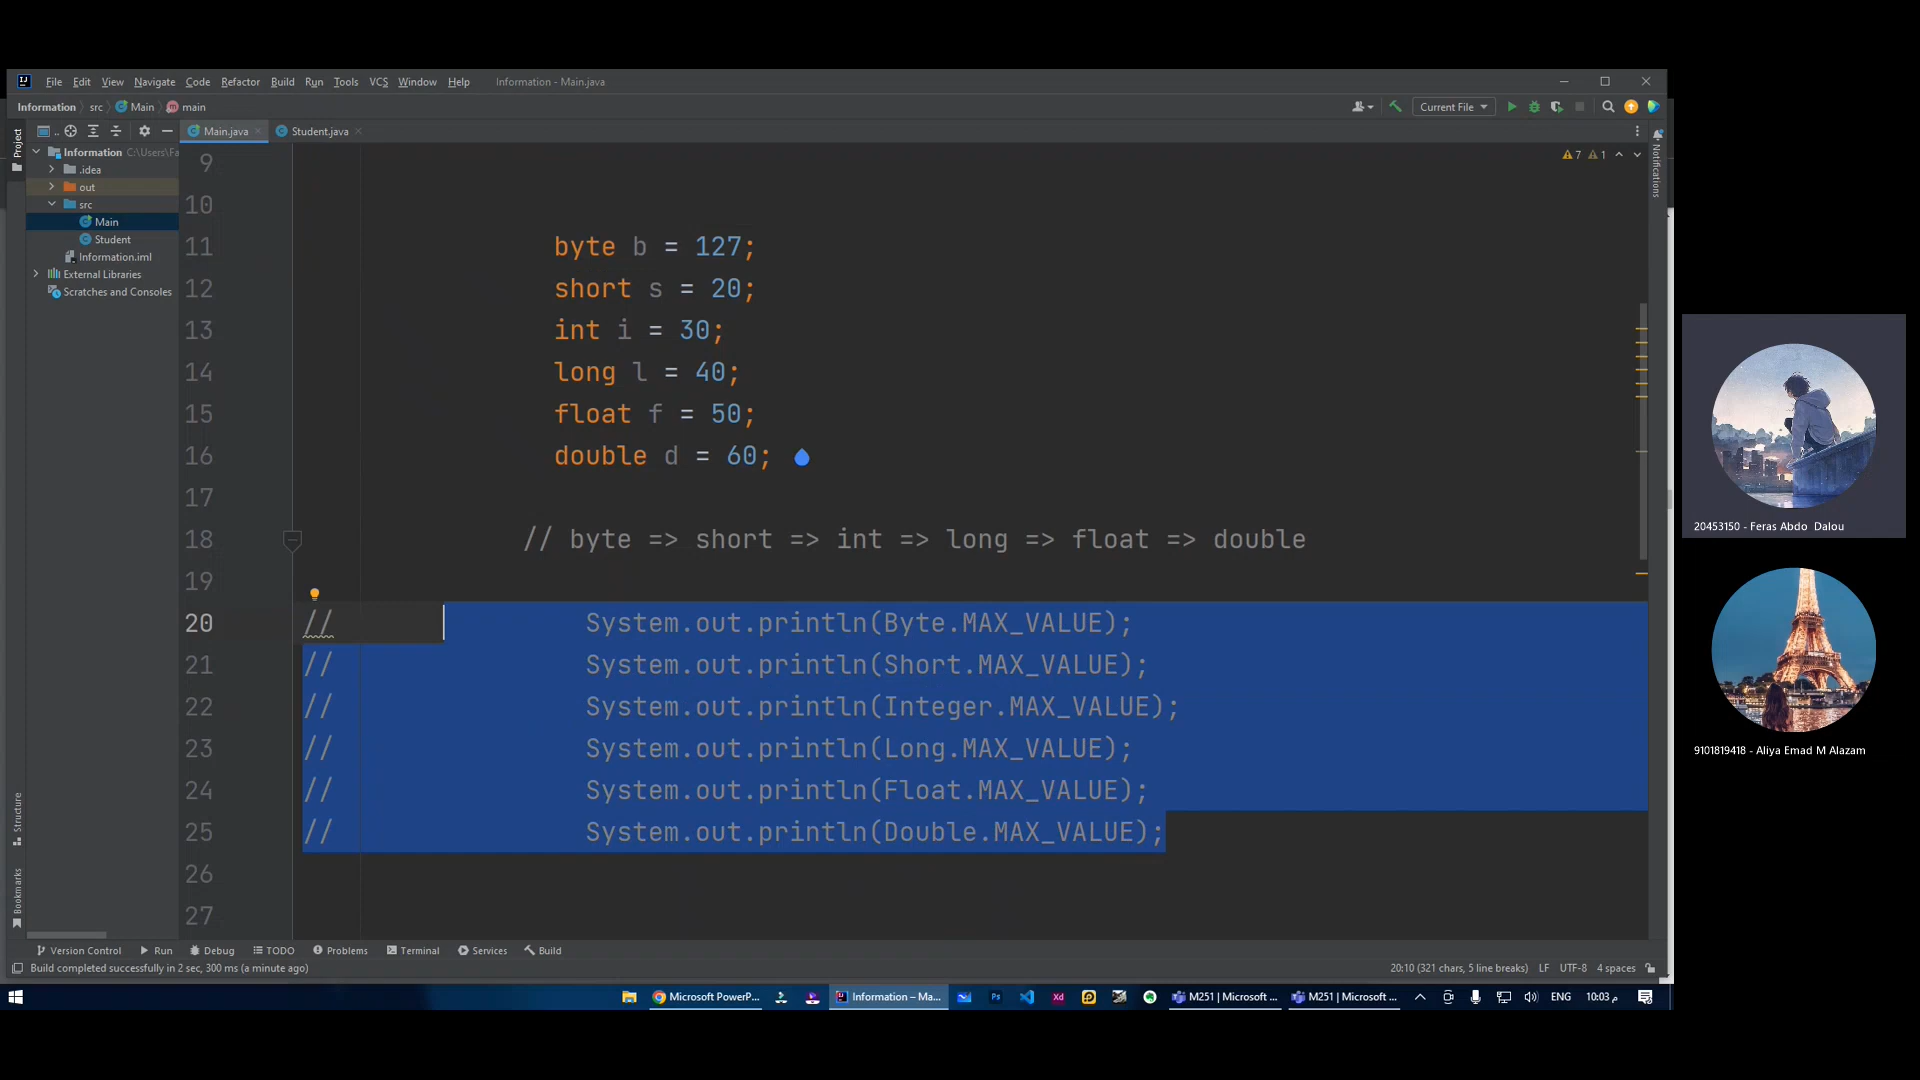 File Edit View Navigate Code Refactor Build Run Tools VCS Window Help Information - Main.java
Information src Main main
Current File
Project
Main.java Student.java
Information C:\Users\Fa
.idea
out
src
Main
Student
Information.iml
External Libraries
Scratches and Consoles
7 1
Notifications
9
10
11 byte b = 127;
12 short s = 20;
13 int i = 30;
14 long l = 40;
15 float f = 50;
16 double d = 60;
17
18 // byte => short => int => long => float => double
19
20 // System.out.println(Byte.MAX_VALUE);
21 // System.out.println(Short.MAX_VALUE);
22 // System.out.println(Integer.MAX_VALUE);
23 // System.out.println(Long.MAX_VALUE);
24 // System.out.println(Float.MAX_VALUE);
25 // System.out.println(Double.MAX_VALUE);
26
27
Structure
Bookmarks
Version Control Run Debug TODO Problems Terminal Services Build
Build completed successfully in 2 sec, 300 ms (a minute ago) 20:10 (321 chars, 5 line breaks) LF UTF-8 4 spaces
Microsoft PowerP... Information – Ma... Ps Xd M251 | Microsoft ... M251 | Microsoft ... ENG 10:03 م
20453150 - Feras Abdo Dalou
9101819418 - Aliya Emad M Alazam